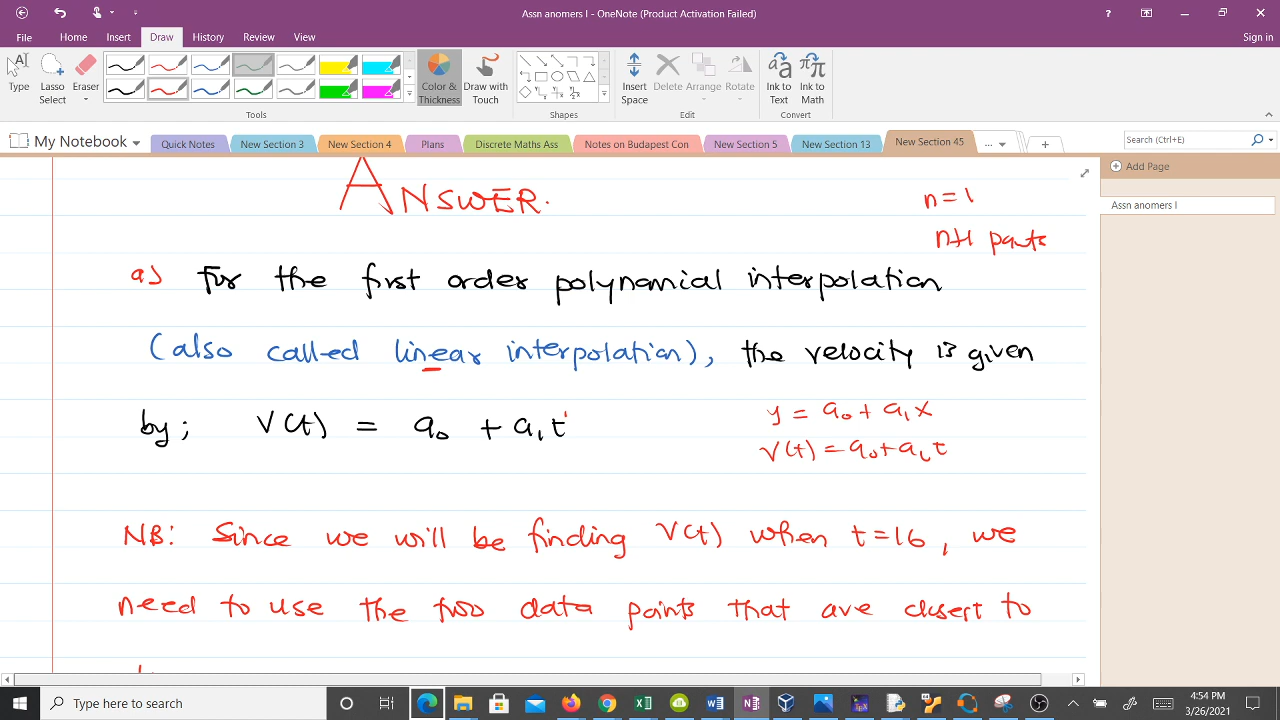 Assn anomers I - OneNote (Product Activation Failed)
File Home Insert Draw History Review View Sign in
Type Lasso Select Eraser Color & Thickness Draw with Touch Insert Space Delete Arrange Rotate Ink to Text Ink to Math
Tools Shapes Edit Convert
My Notebook Quick Notes New Section 3 New Section 4 Plans Discrete Maths Ass Notes on Budapest Con New Section 5 New Section 13 New Section 45 ... Search (Ctrl+E)
Add Page
Assn anomers I
ANSWER.
n=1
n+1 points
a) For the first order polynomial interpolation
(also called linear interpolation), the velocity is given
by; V(t) = a₀ + a₁t¹
y = a₀ + a₁x
V(t) = a₀ + a₁t
NB: Since we will be finding V(t) when t=16, we
need to use the two data points that are closert to
Type here to search
4:54 PM
3/26/2021